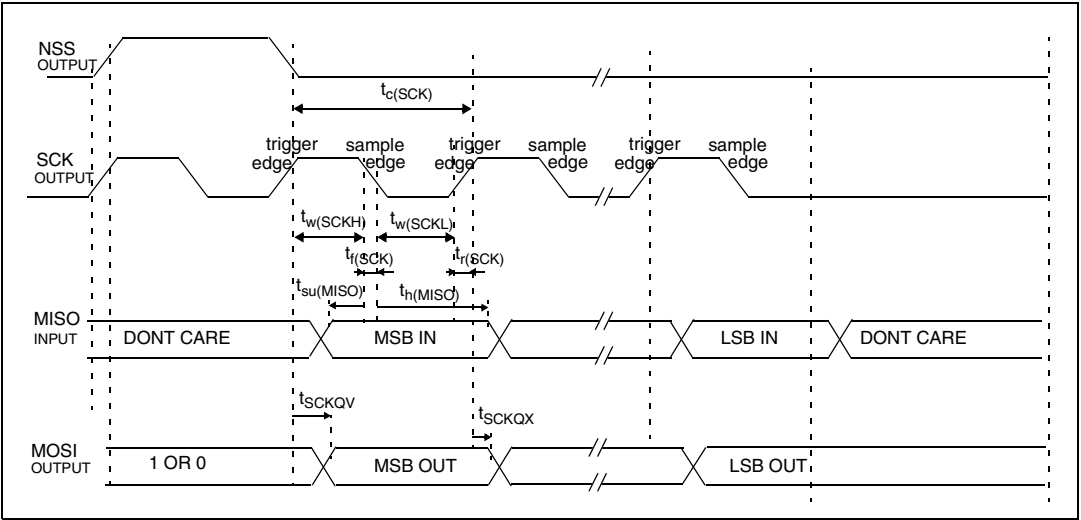 NSS
OUTPUT
tc(SCK)
trigger edge
sample edge
trigger edge
sample edge
trigger edge
sample edge
SCK
OUTPUT
tw(SCKH)
tw(SCKL)
tf(SCK)
tr(SCK)
tsu(MISO)
th(MISO)
MISO
INPUT
DONT CARE
MSB IN
LSB IN
DONT CARE
tSCKQV
tSCKQX
MOSI
OUTPUT
1 OR 0
MSB OUT
LSB OUT